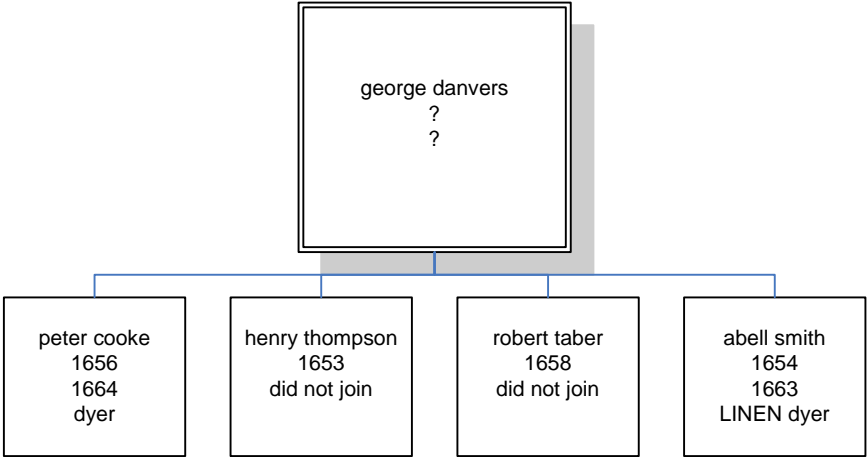 george danvers
?
?
peter cooke
1656
1664
dyer
henry thompson
1653
did not join
robert taber
1658
did not join
abell smith
1654
1663
LINEN dyer